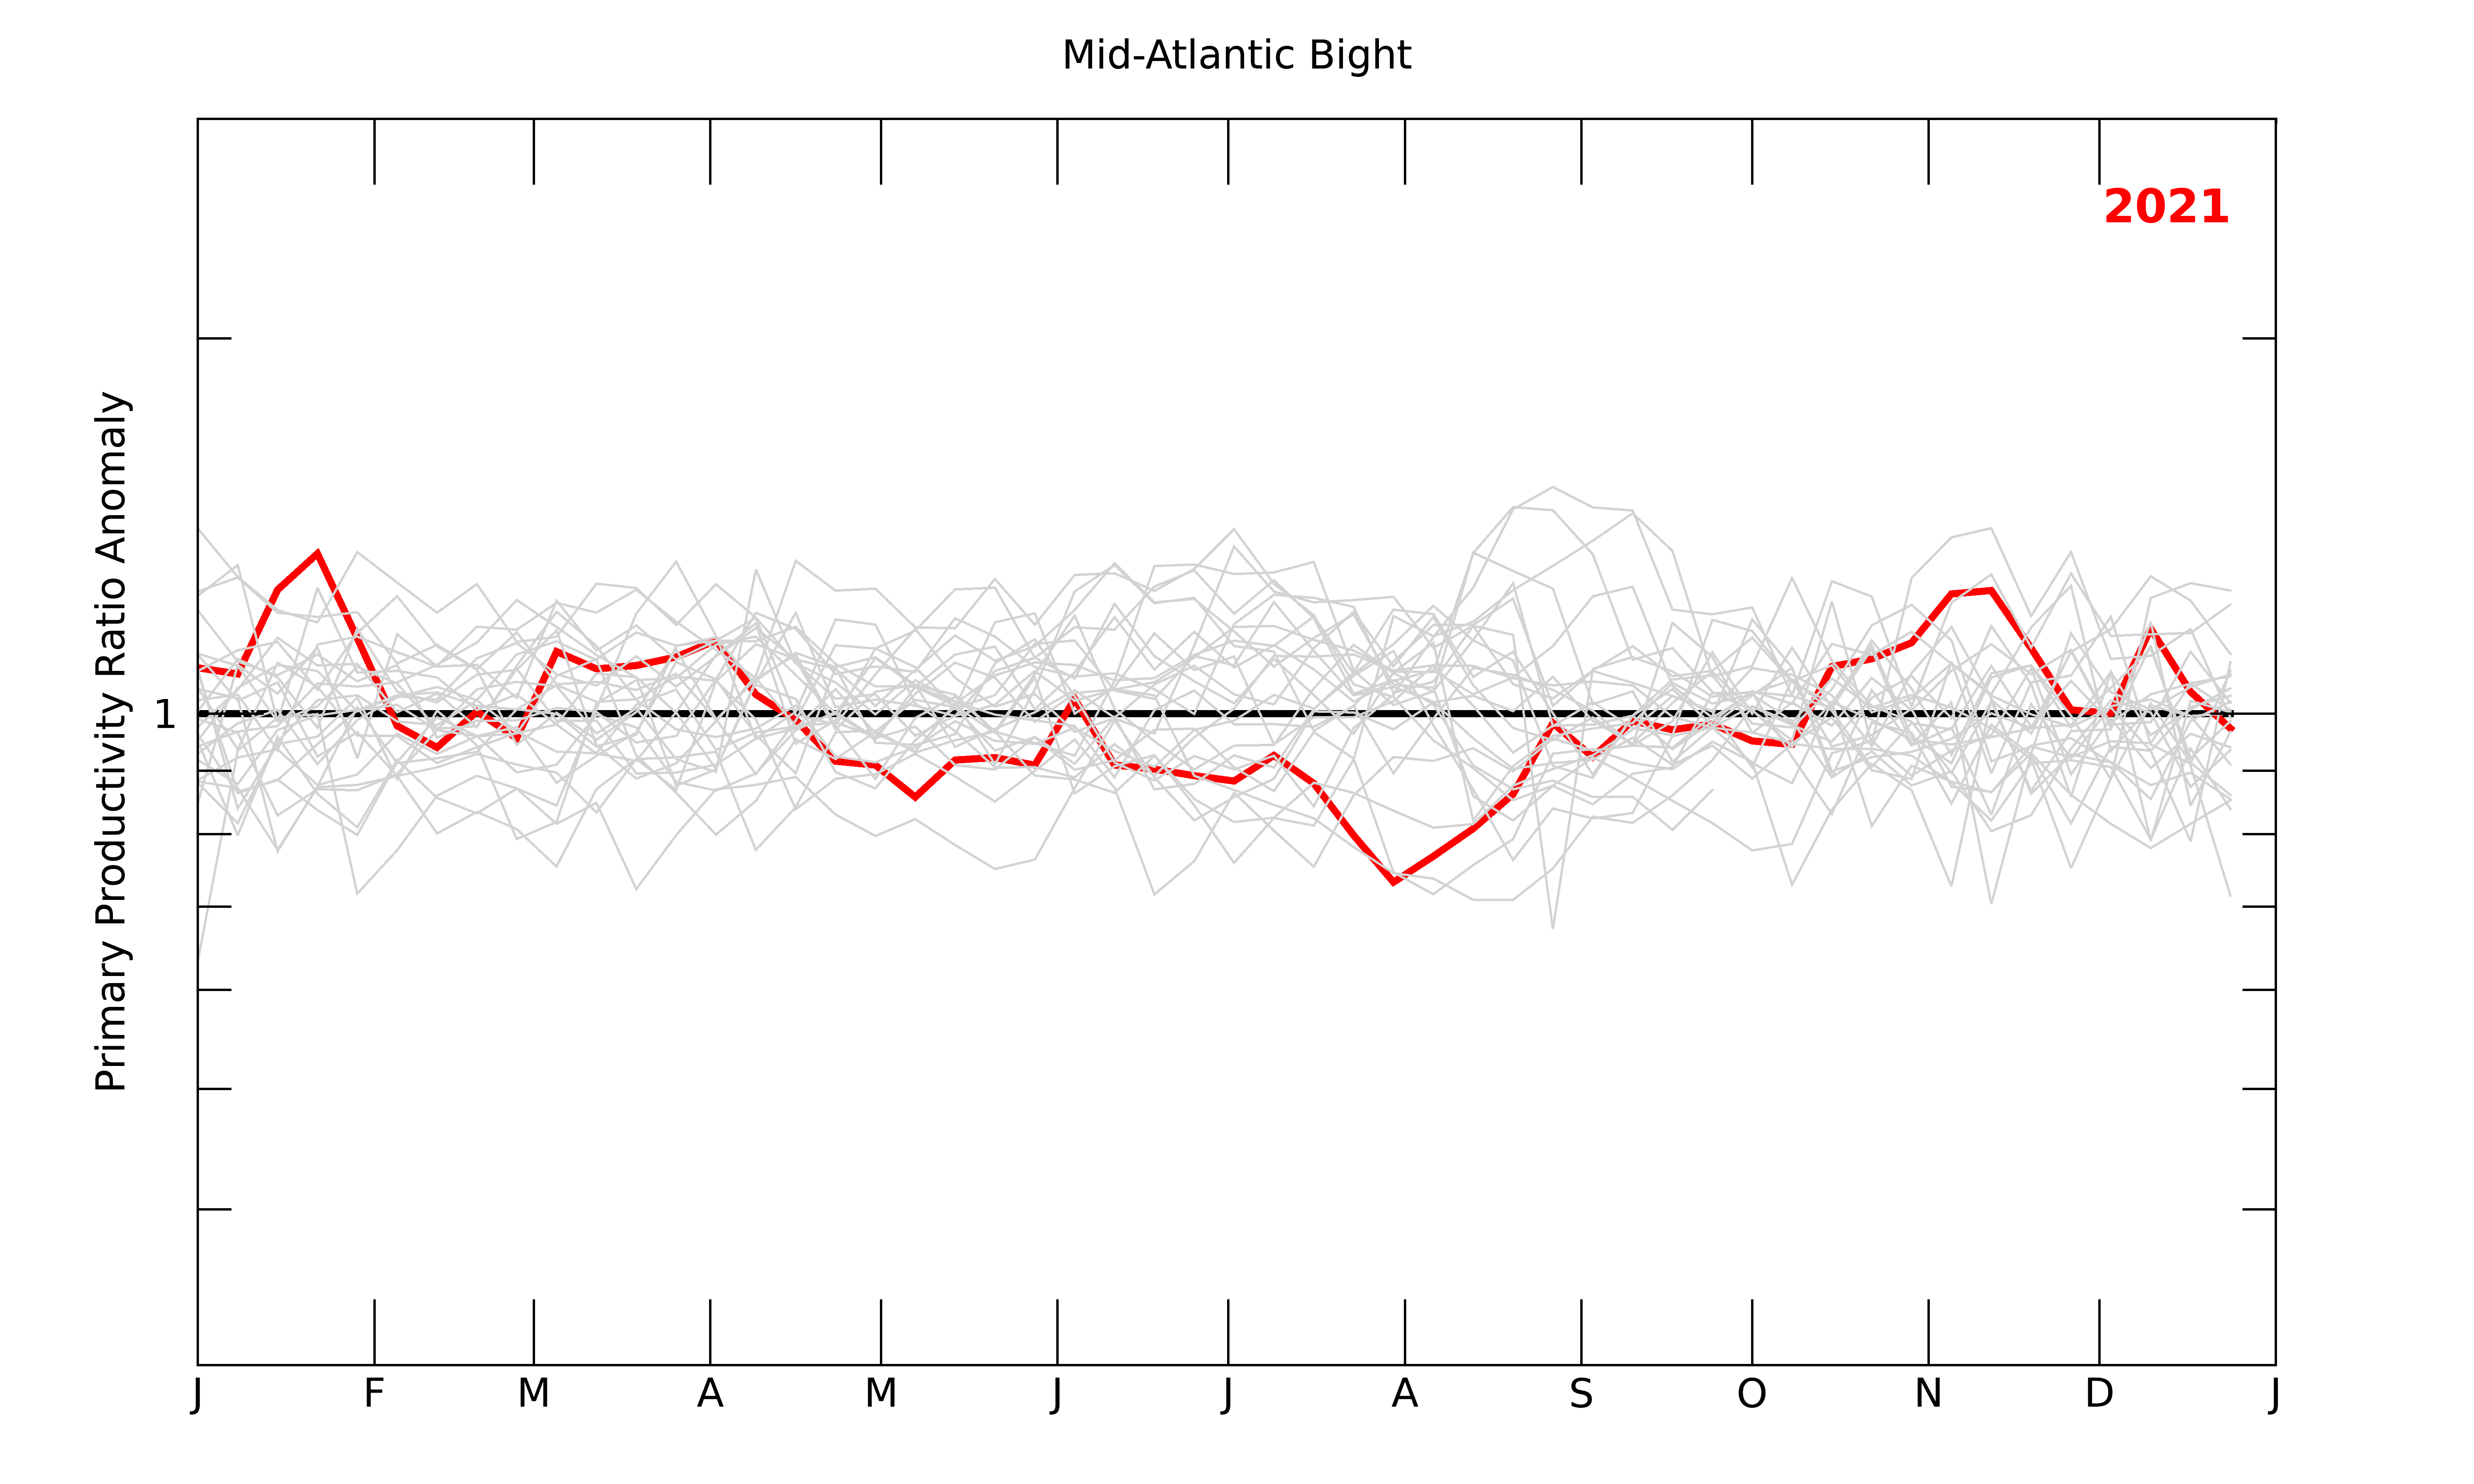 Mid-Atlantic Bight
2021
Primary Productivity Ratio Anomaly
1
J F M A M J J A S O N D J